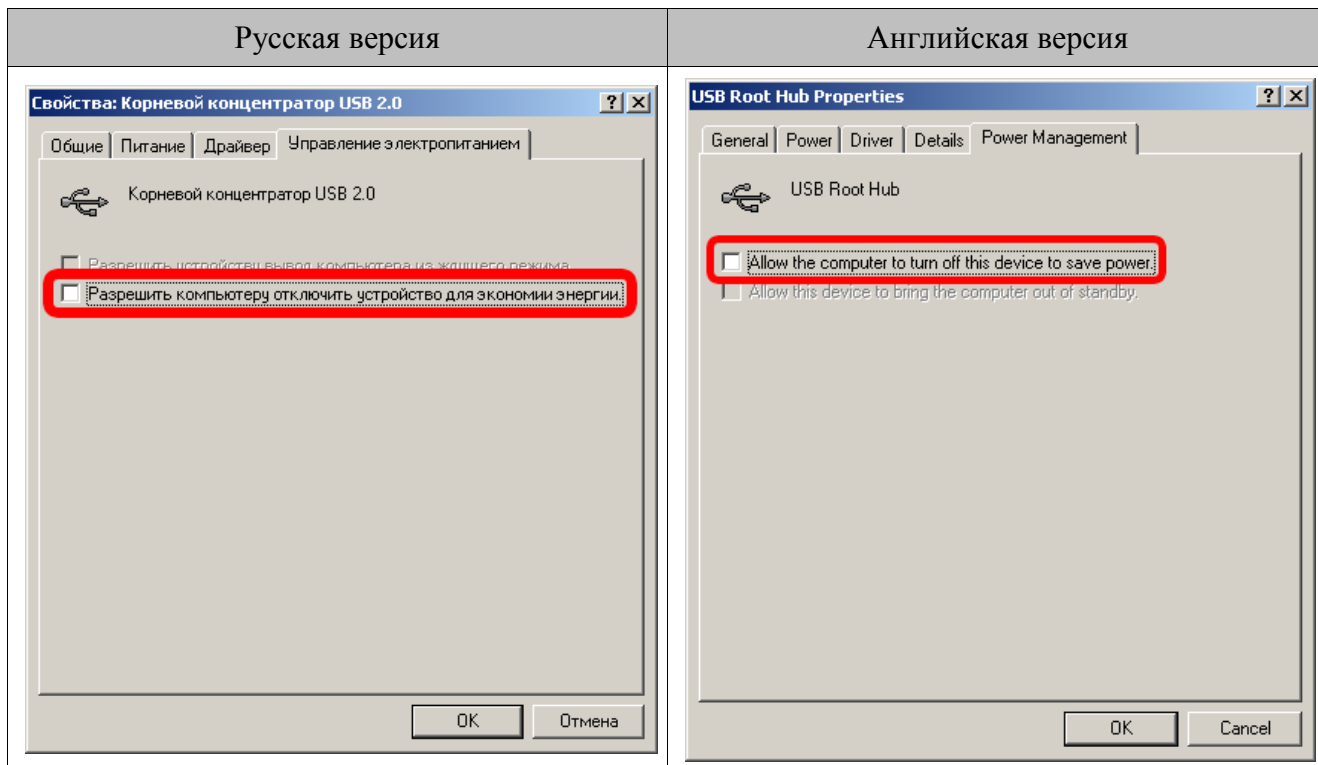 Русская версия
Английская версия
Свойства: Корневой концентратор USB 2.0
Общие Питание Драйвер Управление электропитанием
Корневой концентратор USB 2.0
Разрешить устройству вывод компьютера из ждущего режима
Разрешить компьютеру отключить устройство для экономии энергии.
OK Отмена
USB Root Hub Properties
General Power Driver Details Power Management
USB Root Hub
Allow the computer to turn off this device to save power.
Allow this device to bring the computer out of standby.
OK Cancel